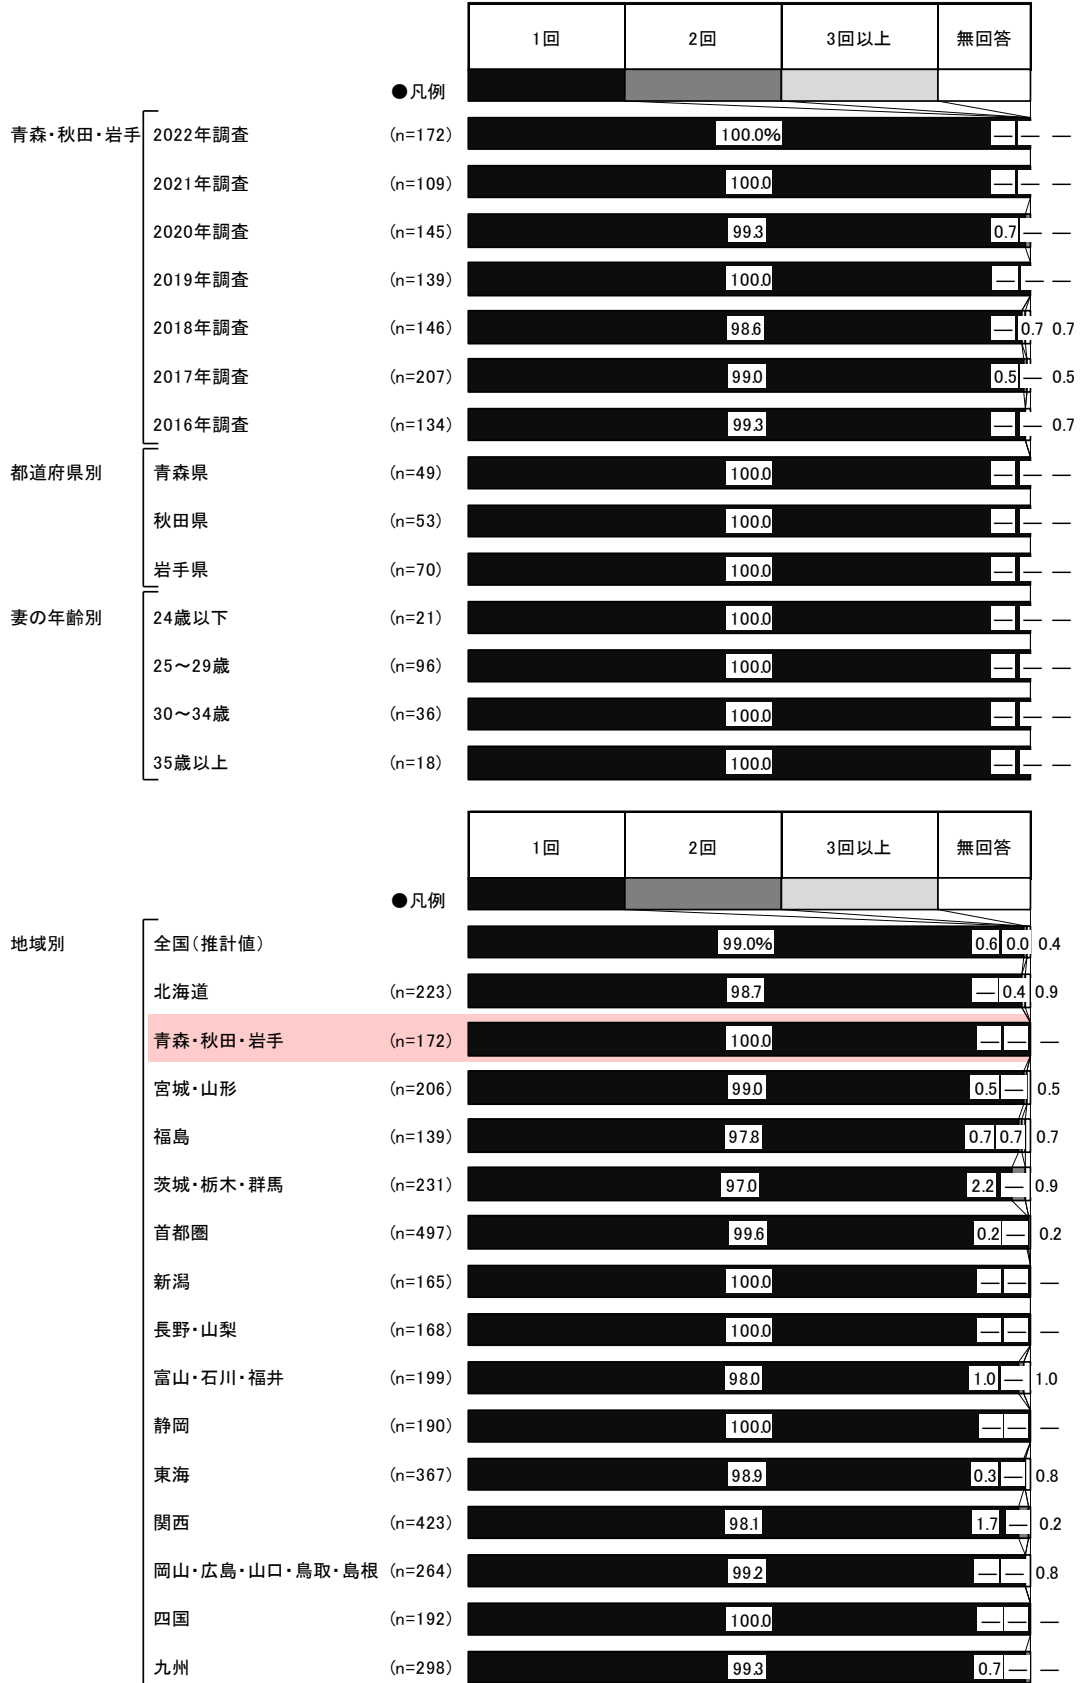 1回 2回 3回以上 無回答
●凡例
青森・秋田・岩手 2022年調査 (n=172) 100.0% — — —
2021年調査 (n=109) 100.0 — — —
2020年調査 (n=145) 99.3 0.7 — —
2019年調査 (n=139) 100.0 — — —
2018年調査 (n=146) 98.6 — 0.7 0.7
2017年調査 (n=207) 99.0 0.5 — 0.5
2016年調査 (n=134) 99.3 — — 0.7
都道府県別 青森県 (n=49) 100.0 — — —
秋田県 (n=53) 100.0 — — —
岩手県 (n=70) 100.0 — — —
妻の年齢別 24歳以下 (n=21) 100.0 — — —
25～29歳 (n=96) 100.0 — — —
30～34歳 (n=36) 100.0 — — —
35歳以上 (n=18) 100.0 — — —
1回 2回 3回以上 無回答
●凡例
地域別 全国(推計値) 99.0% 0.6 0.0 0.4
北海道 (n=223) 98.7 — 0.4 0.9
青森・秋田・岩手 (n=172) 100.0 — — —
宮城・山形 (n=206) 99.0 0.5 — 0.5
福島 (n=139) 97.8 0.7 0.7 0.7
茨城・栃木・群馬 (n=231) 97.0 2.2 — 0.9
首都圏 (n=497) 99.6 0.2 — 0.2
新潟 (n=165) 100.0 — — —
長野・山梨 (n=168) 100.0 — — —
富山・石川・福井 (n=199) 98.0 1.0 — 1.0
静岡 (n=190) 100.0 — — —
東海 (n=367) 98.9 0.3 — 0.8
関西 (n=423) 98.1 1.7 — 0.2
岡山・広島・山口・鳥取・島根 (n=264) 99.2 — — 0.8
四国 (n=192) 100.0 — — —
九州 (n=298) 99.3 0.7 — —